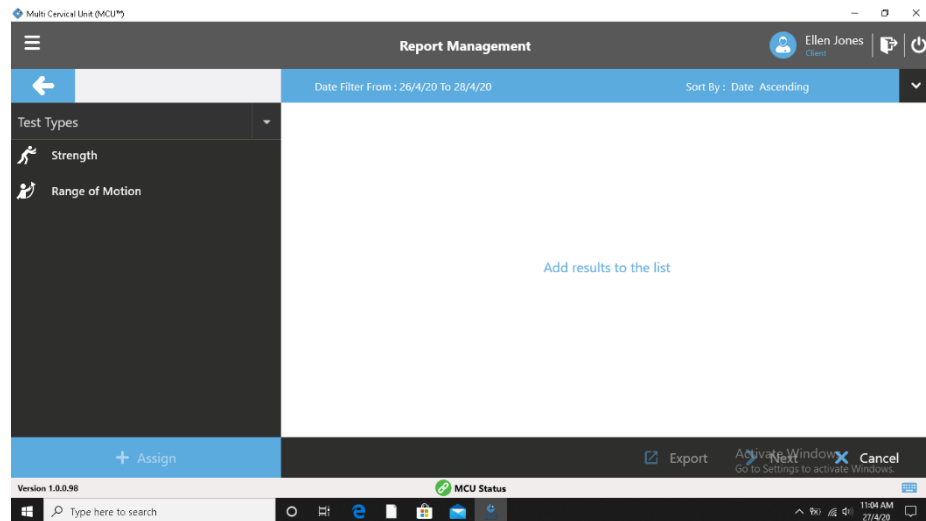 Multi Cervical Unit (MCU™)
Report Management
Ellen Jones
Client
Date Filter From : 26/4/20 To 28/4/20
Sort By : Date Ascending
Test Types
Strength
Range of Motion
Add results to the list
+ Assign
Export
Next
Cancel
Activate Windows
Go to Settings to activate Windows.
Version 1.0.0.98
MCU Status
Type here to search
11:04 AM
27/4/20